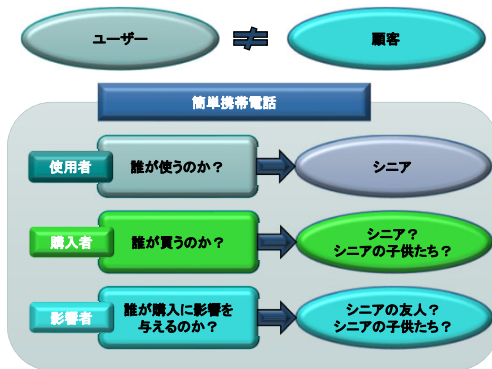 ユーザー ≠ 顧客
簡単携帯電話
使用者 誰が使うのか？ シニア
購入者 誰が買うのか？ シニア？
シニアの子供たち？
影響者 誰が購入に影響を
与えるのか？ シニアの友人？
シニアの子供たち？